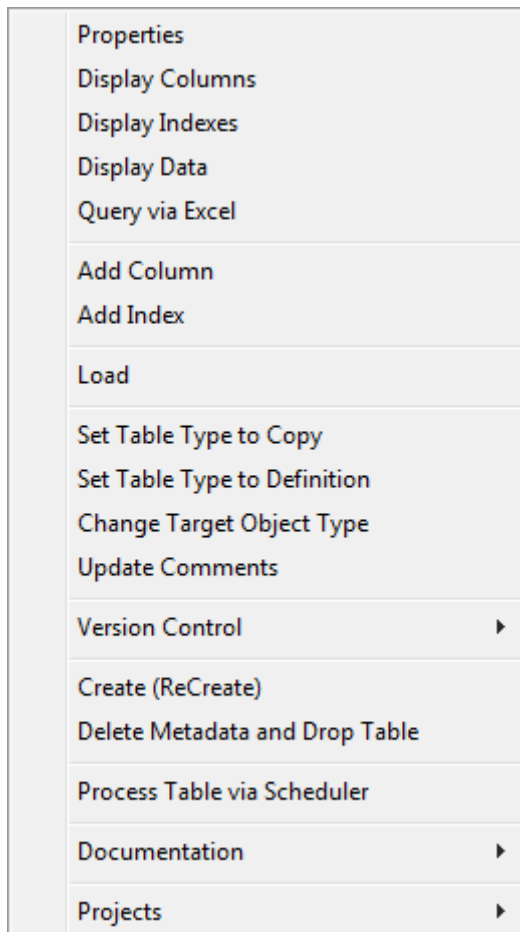 Properties
Display Columns
Display Indexes
Display Data
Query via Excel
Add Column
Add Index
Load
Set Table Type to Copy
Set Table Type to Definition
Change Target Object Type
Update Comments
Version Control
Create (ReCreate)
Delete Metadata and Drop Table
Process Table via Scheduler
Documentation
Projects